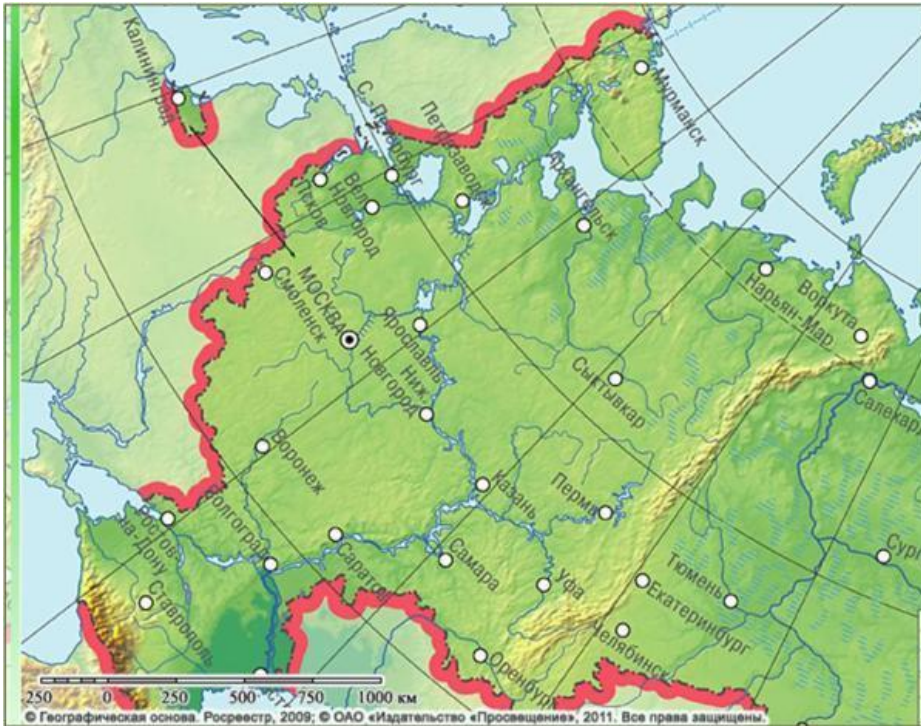 Калининград
Мурманск
С.-Петербург
Петрозаводск
Архангельск
Псков
Вел.
Новгород
Нарьян-Мар
Воркута
Салехард
Смоленск
МОСКВА
Ярославль
Ниж.
Новгород
Сыктывкар
Воронеж
Казань
Пермь
Ростов-
на-Дону
Волгоград
Саратов
Самара
Уфа
Тюмень
Екатеринбург
Сур
Ставрополь
Челябинск
Оренбург
250 0 250 500 1000 км
© Географическая основа. Росреестр, 2009; © ОАО «Издательство «Просвещение», 2011. Все права защищены.